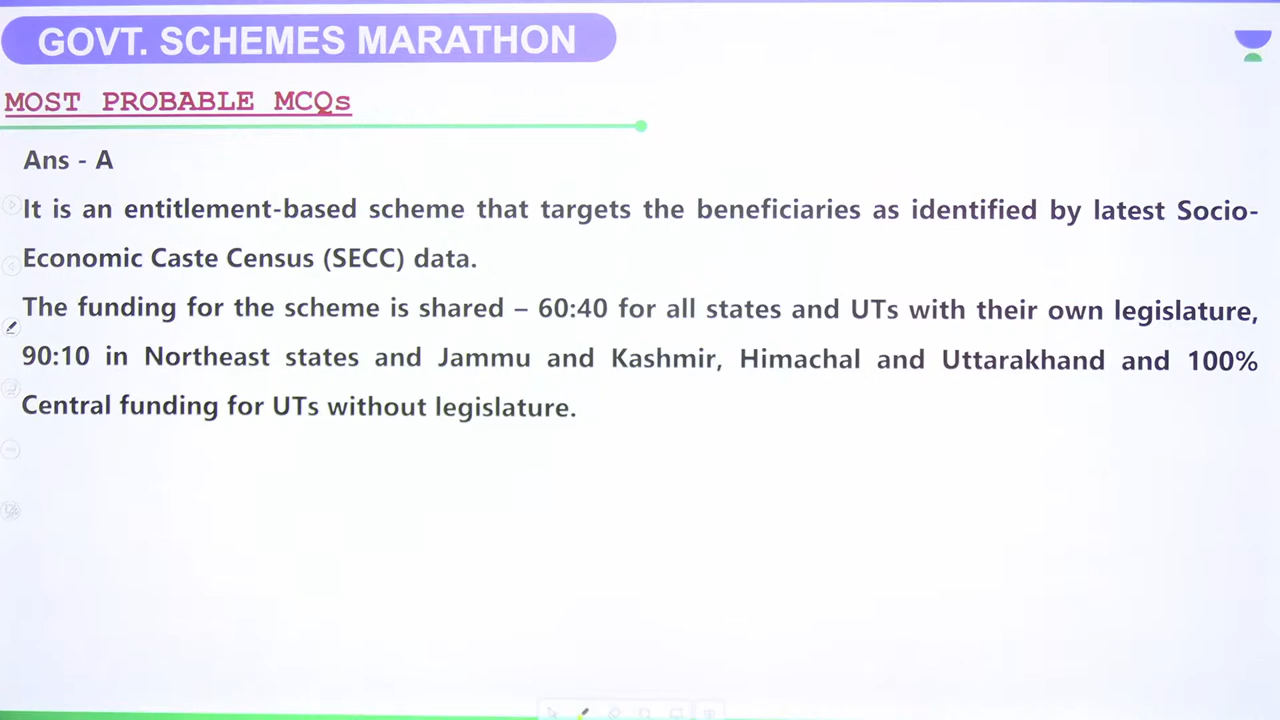 GOVT. SCHEMES MARATHON
MOST PROBABLE MCQs
Ans - A
It is an entitlement-based scheme that targets the beneficiaries as identified by latest Socio-
Economic Caste Census (SECC) data.
The funding for the scheme is shared – 60:40 for all states and UTs with their own legislature,
90:10 in Northeast states and Jammu and Kashmir, Himachal and Uttarakhand and 100%
Central funding for UTs without legislature.